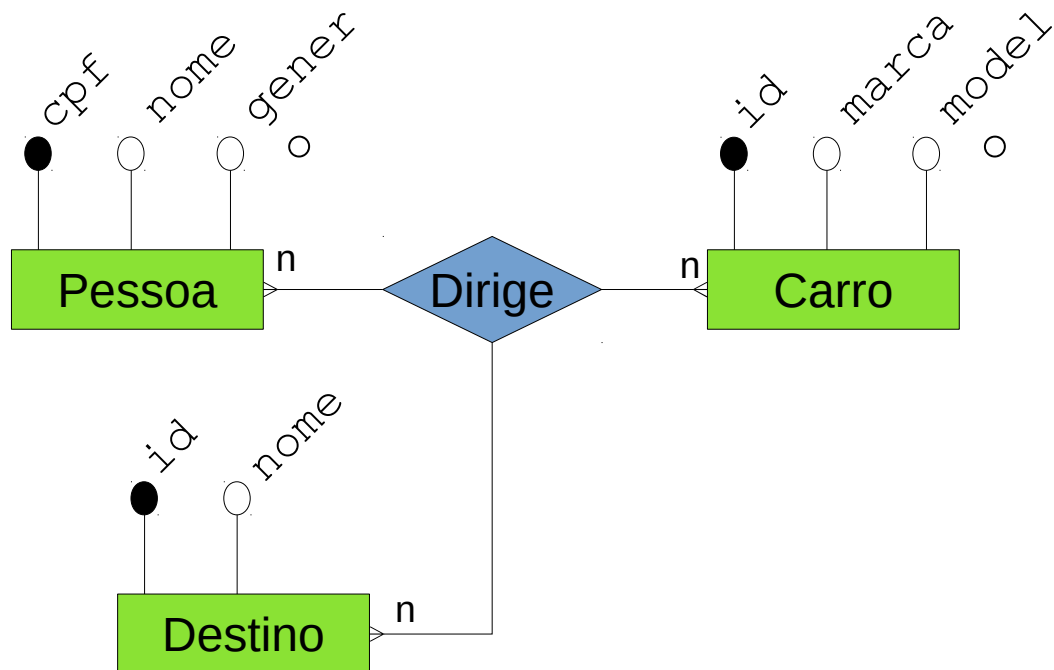 cpf
nome
gener
o
id
marca
model
o
Pessoa
n
Dirige
n
Carro
id
nome
Destino
n